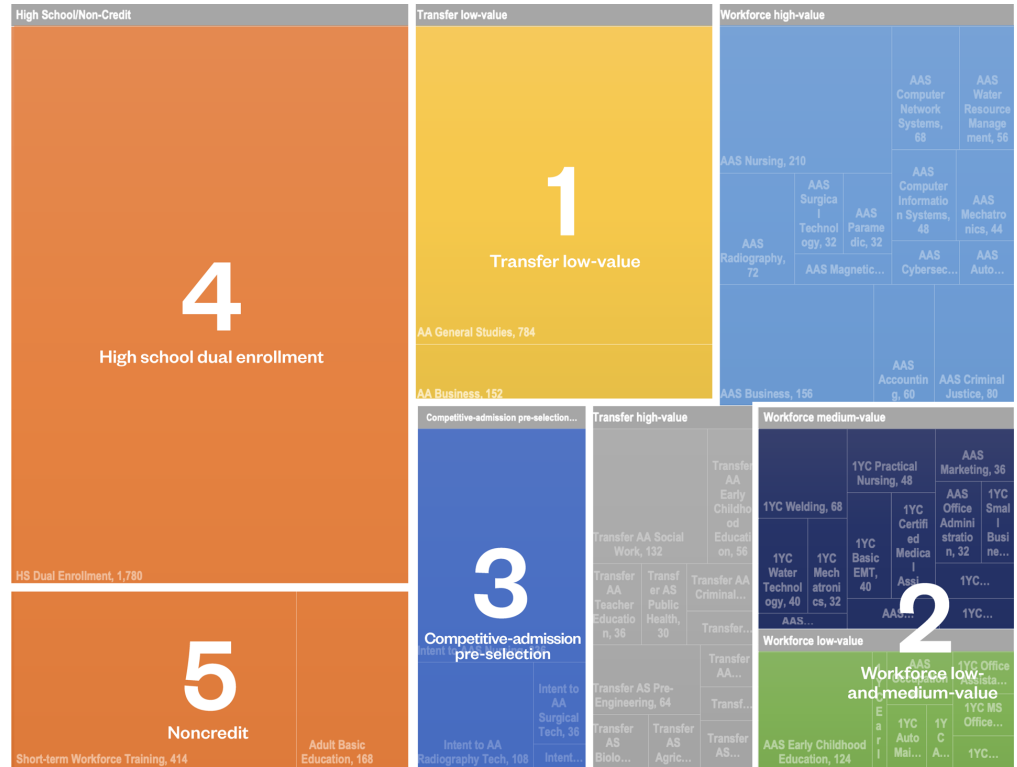 High School/Non-Credit
4
High school dual enrollment
HS Dual Enrollment, 1,780
5
Noncredit
Short-term Workforce Training, 414
Adult Basic
Education, 168
Transfer low-value
1
Transfer low-value
AA General Studies, 784
AA Business, 152
Workforce high-value
AAS Nursing, 210
AAS
Computer
Network
Systems,
68
AAS
Water
Resource
Manage
ment, 56
AAS
Radiography,
72
AAS
Surgica
l
Technol
ogy, 32
AAS
Parame
dic, 32
AAS Magnetic...
AAS
Computer
Informatio
n Systems,
48
AAS
Mechatro
nics, 44
AAS
Cybersec...
AAS
Auto...
AAS Business, 156
AAS
Accountin
g, 60
AAS Criminal
Justice, 80
Competitive-admission pre-selection...
3
Competitive-admission
pre-selection
Intent to
Intent to AA
Radiography Tech, 108
Intent to
AA
Surgical
Tech, 36
Intent...
Transfer high-value
Transfer AA Social
Work, 132
Transfer
AA
Early
Childho
od
Educati
on, 56
Transfer
AA
Teacher
Educatio
n, 36
Transf
er AS
Public
Health,
30
Transfer AA
Criminal...
Transfer...
Transfer AS Pre-
Engineering, 64
Transfer
AA...
Transf...
Transfer
AS
Biolo...
Transfer
AS
Agric...
Transfer
AS...
Workforce medium-value
1YC Welding, 68
1YC Practical
Nursing, 48
AAS
Marketing, 36
1YC
Water
Technol
ogy, 40
1YC
Mech
atroni
cs, 32
AAS...
1YC
Basic
EMT,
40
1YC
Certifi
ed
Medica
l
Assi...
AAS
Office
Admini
stratio
n, 32
1YC
Smal
l
Busi
ne...
1YC...
AAS...
1YC...
2
Workforce low-
and medium-value
Workforce low-value
AAS Early Childhood
Education, 124
AAS
1YC Office
Assista...
1YC
Auto
Mai...
1Y
C
A...
1YC MS
Office...
1YC...